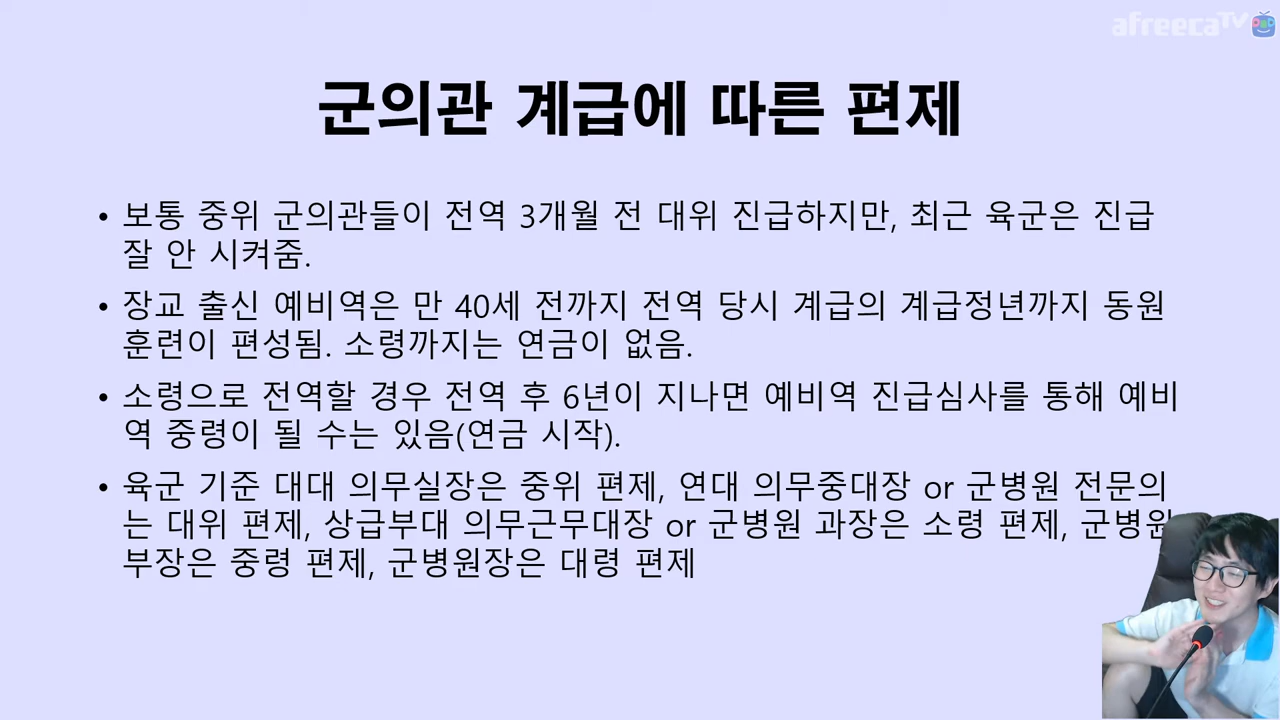 afreecaTV
군의관 계급에 따른 편제
• 보통 중위 군의관들이 전역 3개월 전 대위 진급하지만, 최근 육군은 진급
잘 안 시켜줌.
• 장교 출신 예비역은 만 40세 전까지 전역 당시 계급의 계급정년까지 동원
훈련이 편성됨. 소령까지는 연금이 없음.
• 소령으로 전역할 경우 전역 후 6년이 지나면 예비역 진급심사를 통해 예비
역 중령이 될 수는 있음(연금 시작).
• 육군 기준 대대 의무실장은 중위 편제, 연대 의무중대장 or 군병원 전문의
는 대위 편제, 상급부대 의무근무대장 or 군병원 과장은 소령 편제, 군병원
부장은 중령 편제, 군병원장은 대령 편제